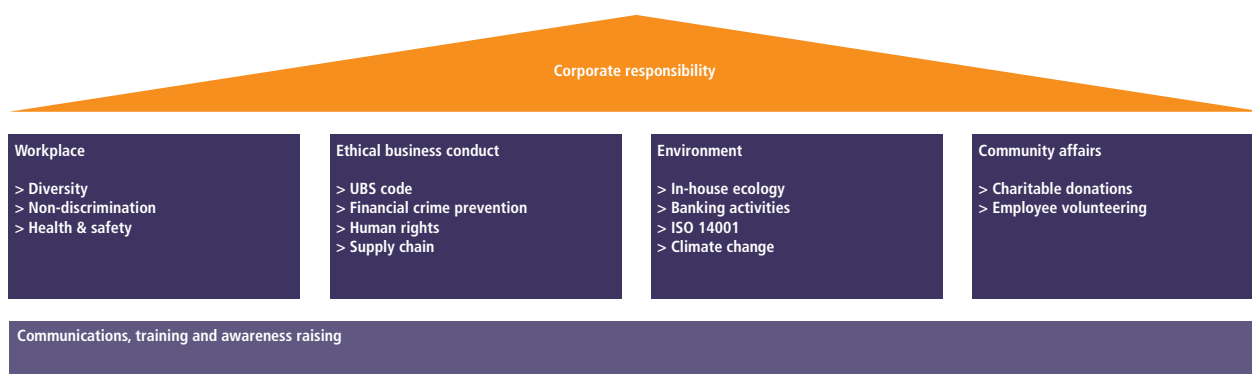 Corporate responsibility
Workplace
> Diversity
> Non-discrimination
> Health & safety
Ethical business conduct
> UBS code
> Financial crime prevention
> Human rights
> Supply chain
Environment
> In-house ecology
> Banking activities
> ISO 14001
> Climate change
Community affairs
> Charitable donations
> Employee volunteering
Communications, training and awareness raising